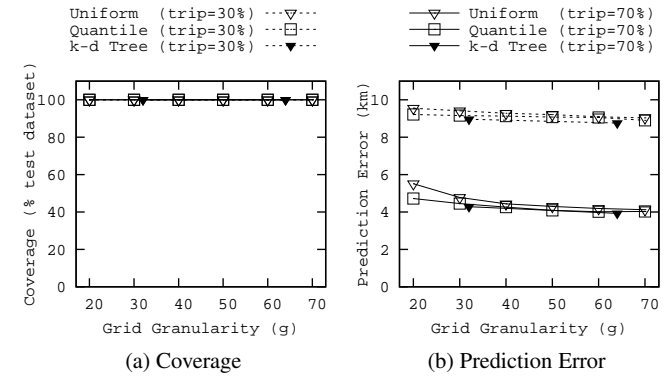 Uniform (trip=30%)
Quantile (trip=30%)
k-d Tree (trip=30%)
Uniform (trip=70%)
Quantile (trip=70%)
k-d Tree (trip=70%)
Coverage (% test dataset)
100
80
60
40
20
0
20 30 40 50 60 70
Grid Granularity (g)
(a) Coverage
Prediction Error (km)
10
8
6
4
2
0
20 30 40 50 60 70
Grid Granularity (g)
(b) Prediction Error